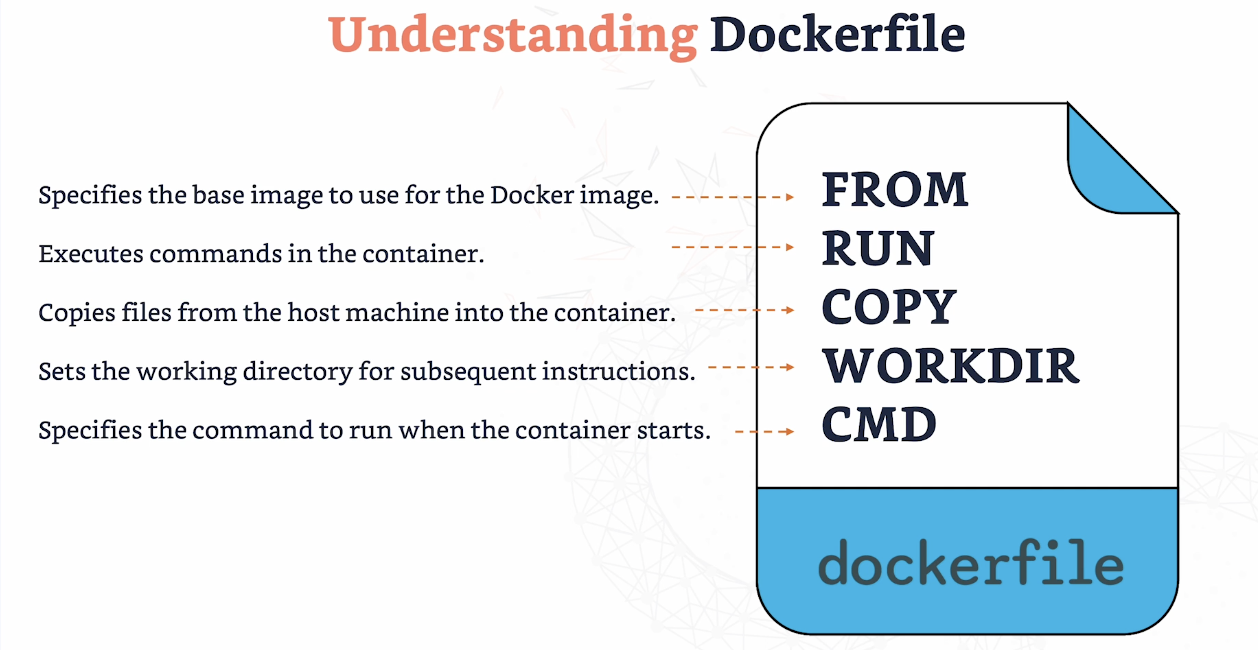 Understanding Dockerfile
Specifies the base image to use for the Docker image.
FROM
Executes commands in the container.
RUN
Copies files from the host machine into the container.
COPY
Sets the working directory for subsequent instructions.
WORKDIR
Specifies the command to run when the container starts.
CMD
dockerfile